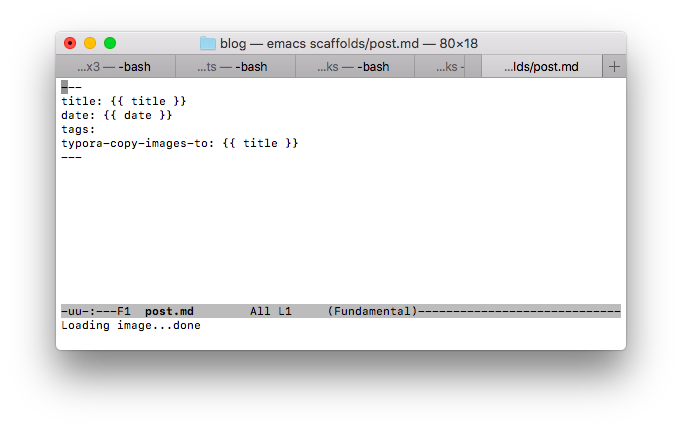 blog — emacs scaffolds/post.md — 80×18
...x3 — -bash ...ts — -bash ...ks — -bash ...ks - ...lds/post.md +
---
title: {{ title }}
date: {{ date }}
tags:
typora-copy-images-to: {{ title }}
---
-uu-:---F1  post.md        All L1     (Fundamental)-----------------------------
Loading image...done